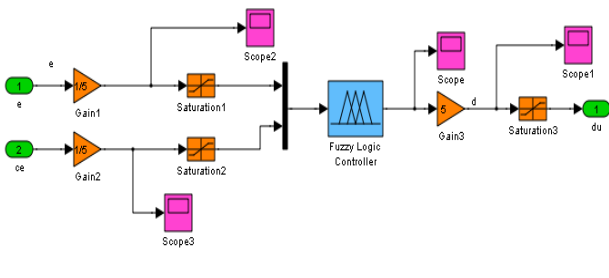 Scope2
Scope
Scope1
e
1
e
1/5
Gain1
Saturation1
2
ce
1/5
Gain2
Saturation2
Scope3
Fuzzy Logic
Controller
5
Gain3
d
Saturation3
1
du